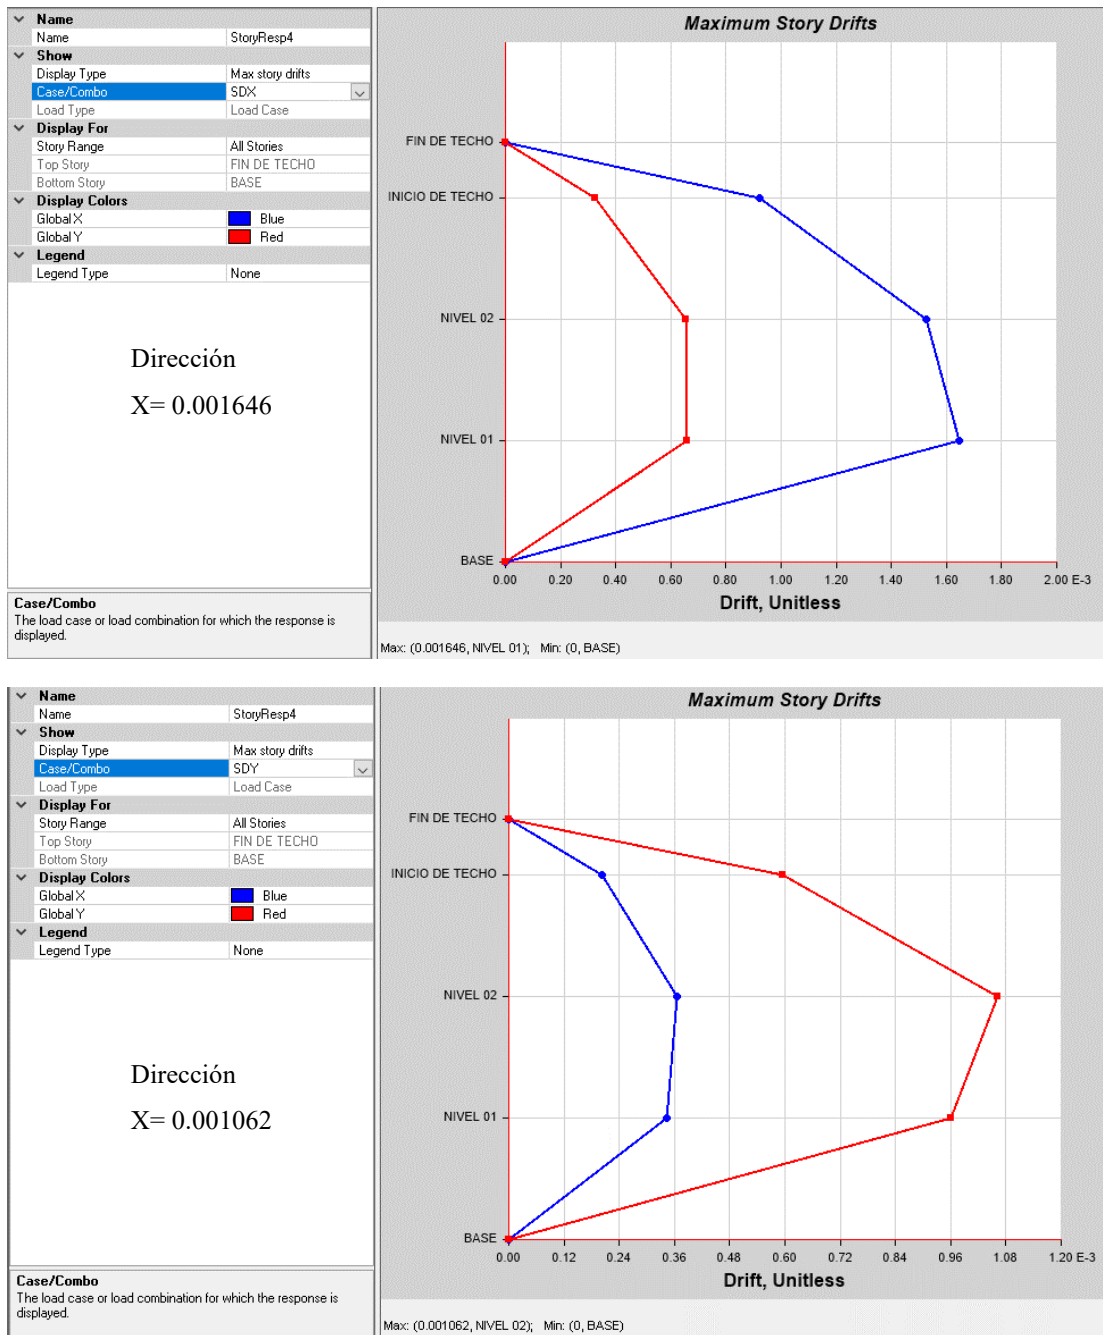 Name
Name StoryResp4
Show
Display Type Max story drifts
Case/Combo SDX
Load Type Load Case
Display For
Story Range All Stories
Top Story FIN DE TECHO
Bottom Story BASE
Display Colors
Global X Blue
Global Y Red
Legend
Legend Type None
Dirección
X= 0.001646
Case/Combo
The load case or load combination for which the response is
displayed.
Maximum Story Drifts
FIN DE TECHO
INICIO DE TECHO
NIVEL 02
NIVEL 01
BASE
0.00 0.20 0.40 0.60 0.80 1.00 1.20 1.40 1.60 1.80 2.00 E-3
Drift, Unitless
Max: (0.001646, NIVEL 01); Min: (0, BASE)
Name
Name StoryResp4
Show
Display Type Max story drifts
Case/Combo SDY
Load Type Load Case
Display For
Story Range All Stories
Top Story FIN DE TECHO
Bottom Story BASE
Display Colors
Global X Blue
Global Y Red
Legend
Legend Type None
Dirección
X= 0.001062
Case/Combo
The load case or load combination for which the response is
displayed.
Maximum Story Drifts
FIN DE TECHO
INICIO DE TECHO
NIVEL 02
NIVEL 01
BASE
0.00 0.12 0.24 0.36 0.48 0.60 0.72 0.84 0.96 1.08 1.20 E-3
Drift, Unitless
Max: (0.001062, NIVEL 02); Min: (0, BASE)